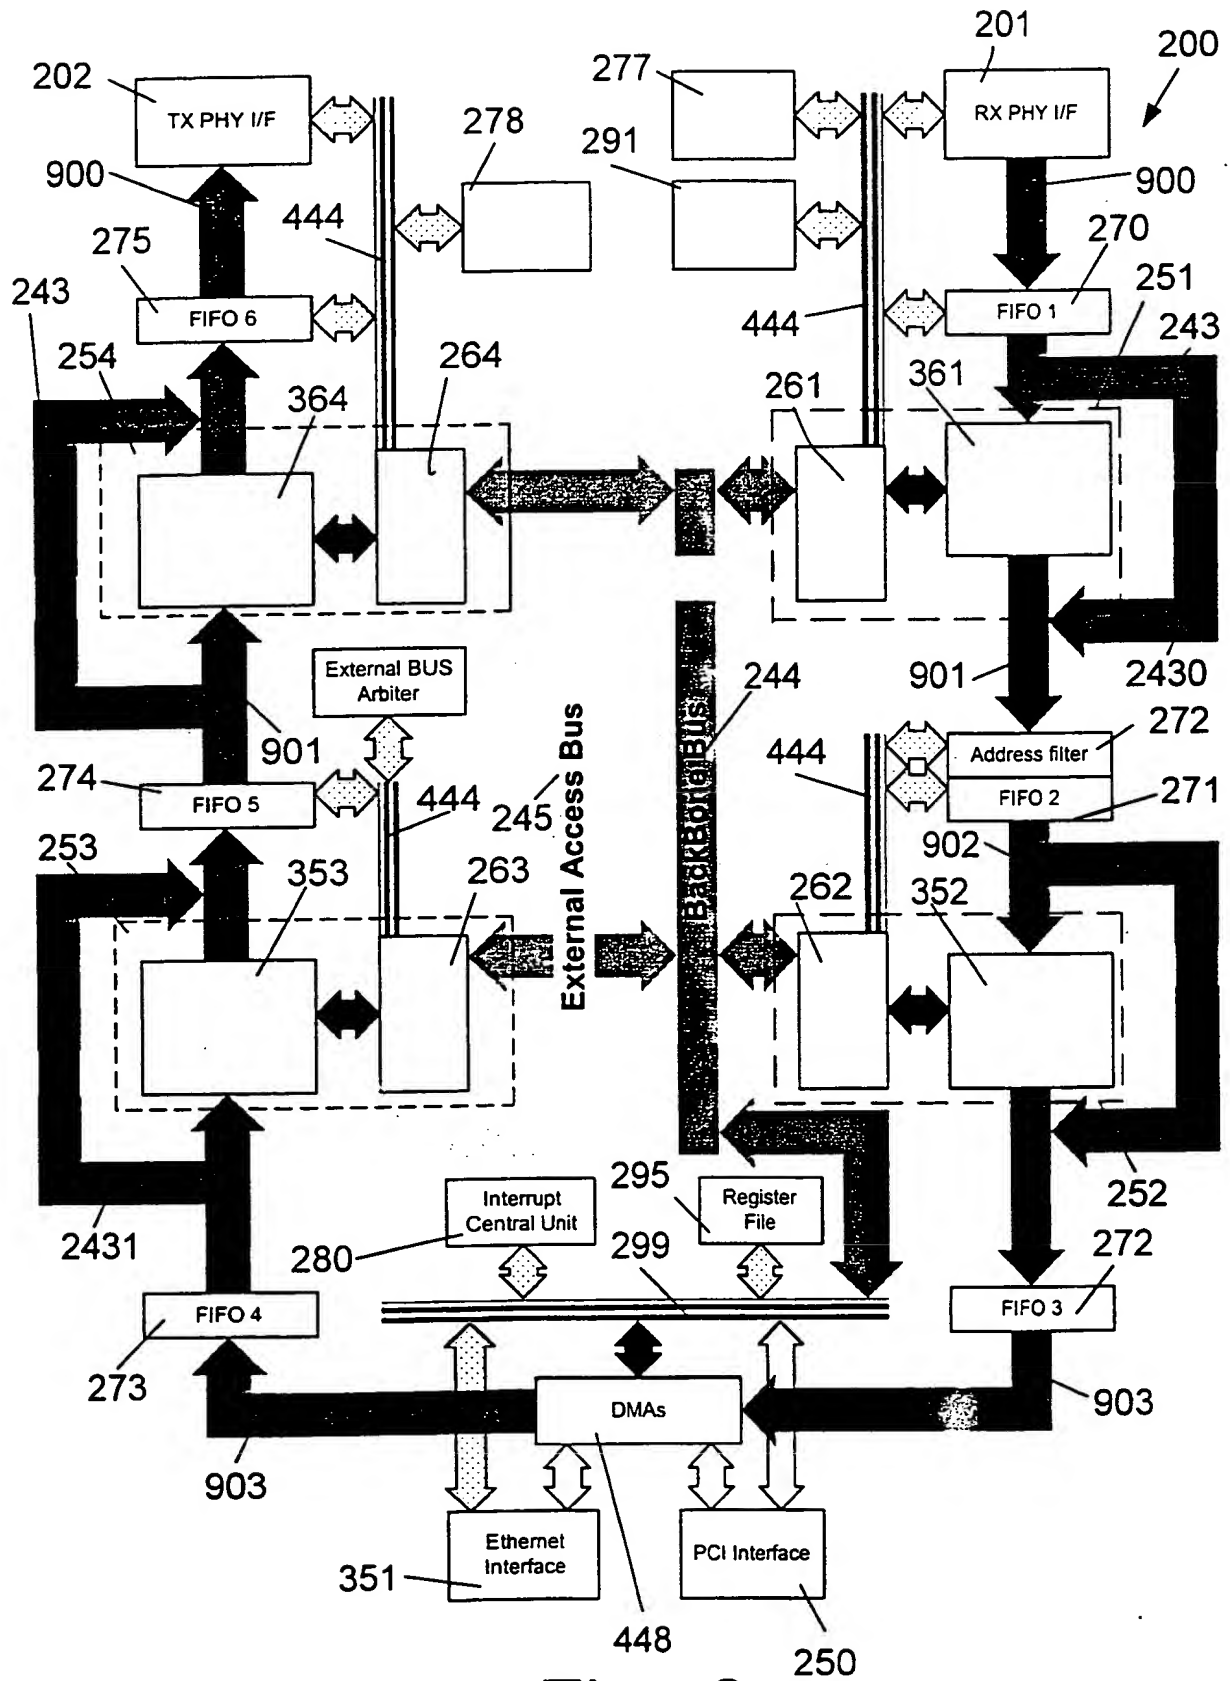 201
200
202
277
TX PHY I/F
RX PHY I/F
278
291
900
900
444
275
270
243
251
FIFO 6
FIFO 1
444
243
254
264
361
364
261
External BUS
Arbiter
901
244
2430
901
272
274
External Access Bus
245
BackBone Bus
444
Address filter
FIFO 5
444
FIFO 2
271
253
902
353
263
262
352
295
252
Interrupt
Central Unit
Register
File
2431
280
299
272
FIFO 4
FIFO 3
273
DMAs
903
903
Ethernet
Interface
PCI Interface
351
448
250